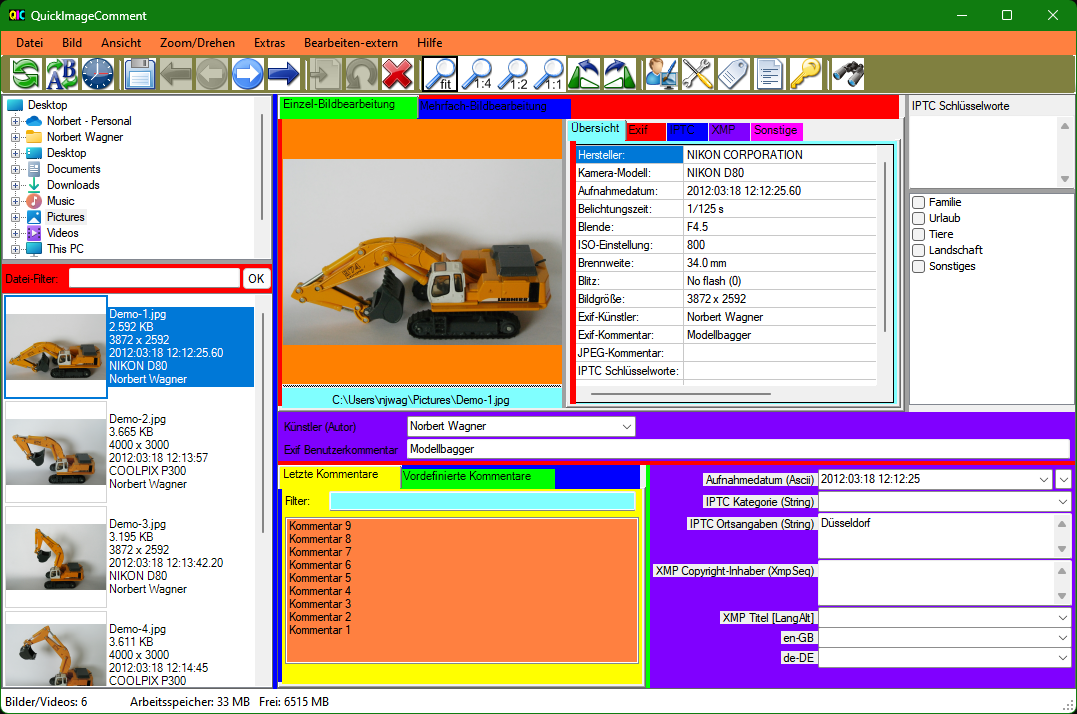 QIC QuickImageComment
Datei Bild Ansicht Zoom/Drehen Extras Bearbeiten-extern Hilfe
fit 1:4 1:2 1:1
Desktop
Norbert - Personal
Norbert Wagner
Desktop
Documents
Downloads
Music
Pictures
Videos
This PC
Datei-Filter: OK
Demo-1.jpg
2.592 KB
3872 x 2592
2012:03:18 12:12:25.60
NIKON D80
Norbert Wagner
Demo-2.jpg
3.665 KB
4000 x 3000
2012:03:18 12:13:57
COOLPIX P300
Norbert Wagner
Demo-3.jpg
3.195 KB
3872 x 2592
2012:03:18 12:13:42.20
NIKON D80
Norbert Wagner
Demo-4.jpg
3.611 KB
4000 x 3000
2012:03:18 12:14:45
COOLPIX P300
Einzel-Bildbearbeitung Mehrfach-Bildbearbeitung
LIEBHERR
C:\Users\njwag\Pictures\Demo-1.jpg
Übersicht Exif IPTC XMP Sonstige
Hersteller: NIKON CORPORATION
Kamera-Modell: NIKON D80
Aufnahmedatum: 2012:03:18 12:12:25.60
Belichtungszeit: 1/125 s
Blende: F4.5
ISO-Einstellung: 800
Brennweite: 34.0 mm
Blitz: No flash (0)
Bildgröße: 3872 x 2592
Exif-Künstler: Norbert Wagner
Exif-Kommentar: Modellbagger
JPEG-Kommentar:
IPTC Schlüsselworte:
IPTC Schlüsselworte
Familie
Urlaub
Tiere
Landschaft
Sonstiges
Künstler (Autor) Norbert Wagner
Exif Benutzerkommentar Modellbagger
Letzte Kommentare Vordefinierte Kommentare
Filter:
Kommentar 9
Kommentar 8
Kommentar 7
Kommentar 6
Kommentar 5
Kommentar 4
Kommentar 3
Kommentar 2
Kommentar 1
Aufnahmedatum (Ascii) 2012:03:18 12:12:25
IPTC Kategorie (String)
IPTC Ortsangaben (String) Düsseldorf
XMP Copyright-Inhaber (XmpSeq)
XMP Titel [LangAlt]
en-GB
de-DE
Bilder/Videos: 6 Arbeitsspeicher: 33 MB Frei: 6515 MB